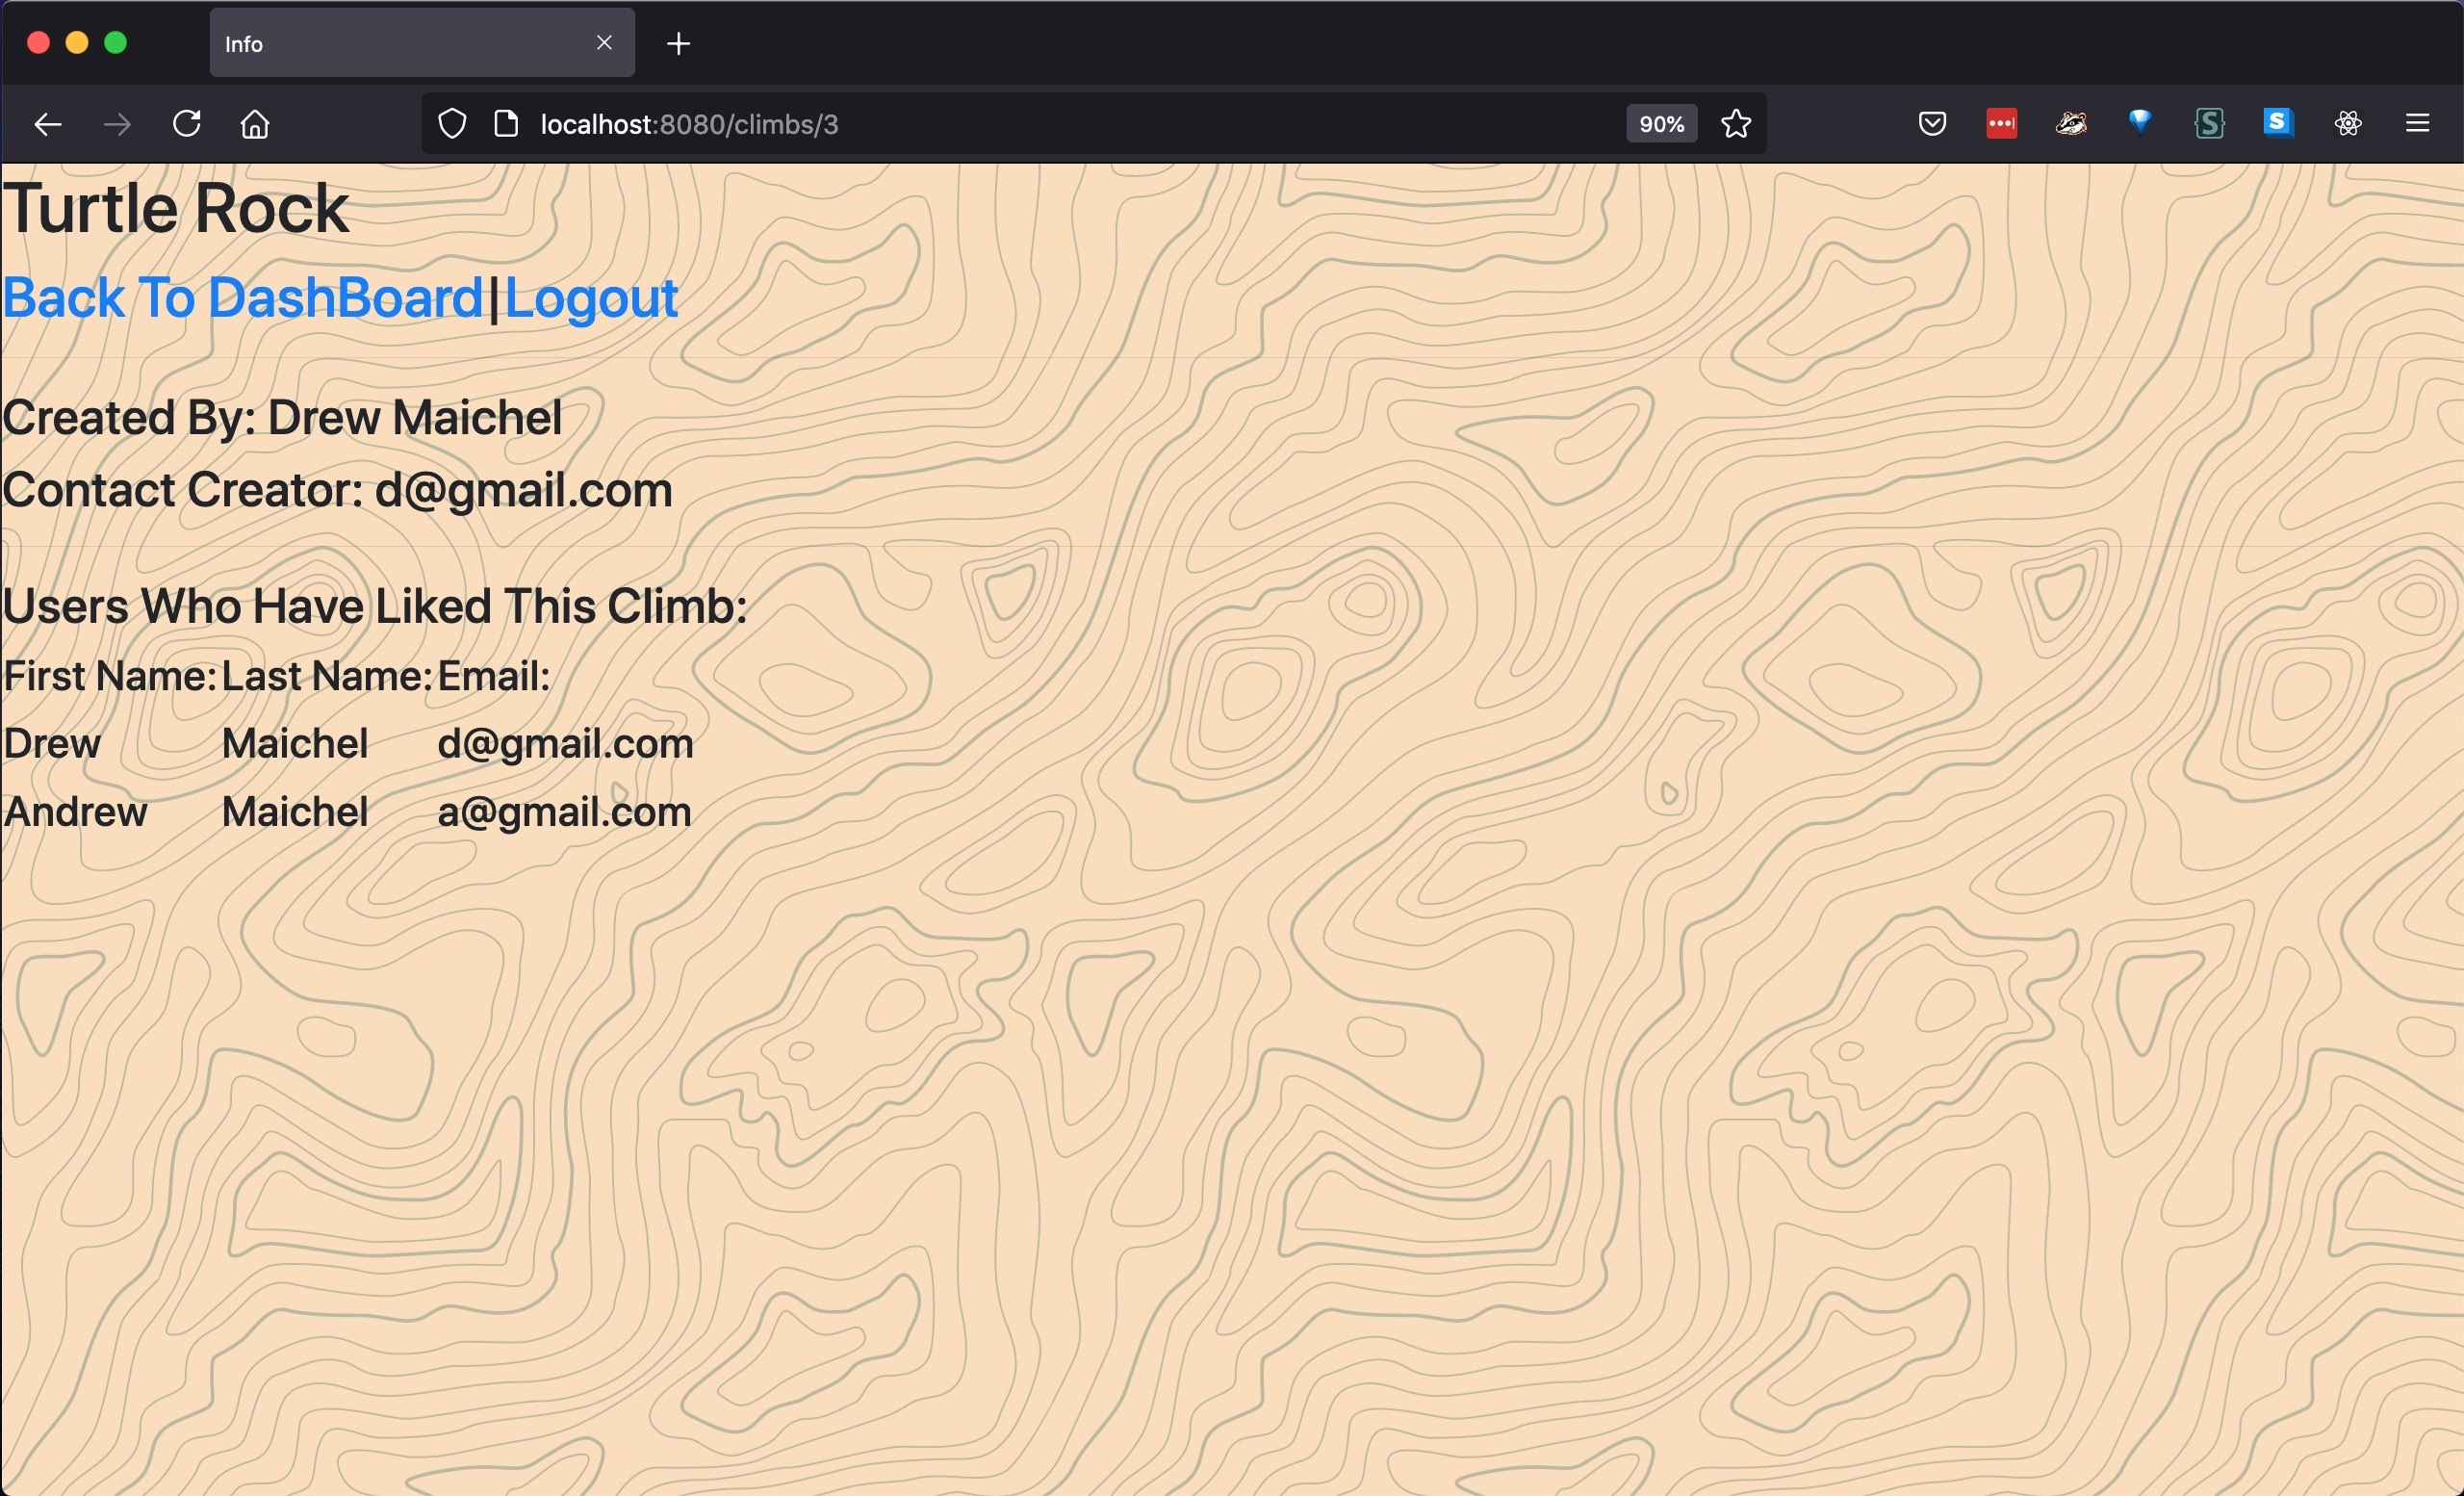 Info
localhost:8080/climbs/3
90%
Turtle Rock
Back To DashBoard|Logout
Created By: Drew Maichel
Contact Creator: d@gmail.com
Users Who Have Liked This Climb:
First Name: Last Name: Email:
Drew Maichel d@gmail.com
Andrew Maichel a@gmail.com